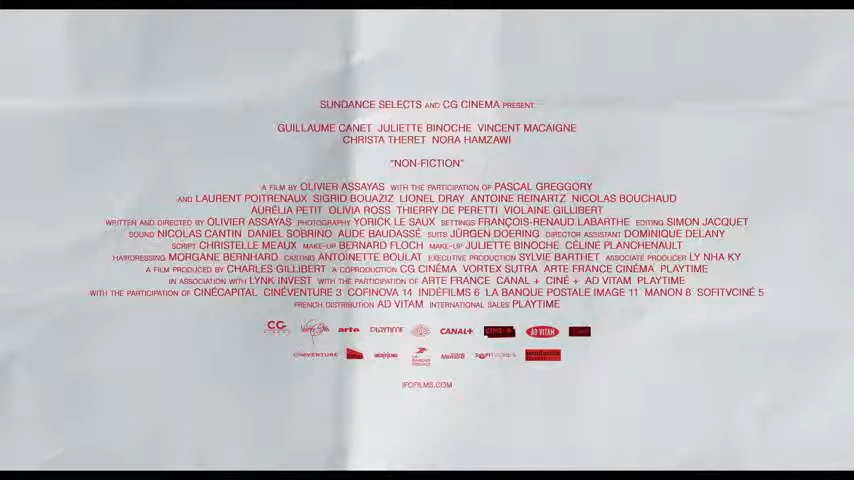 SUNDANCE SELECTS AND CG CINEMA PRESENT
GUILLAUME CANET JULIETTE BINOCHE VINCENT MACAIGNE
CHRISTA THERET NORA HAMZAWI
"NON-FICTION"
A FILM BY OLIVIER ASSAYAS WITH THE PARTICIPATION OF PASCAL GREGGORY
AND LAURENT POITRENAUX SIGRID BOUAZIZ LIONEL DRAY ANTOINE REINARTZ NICOLAS BOUCHAUD
AURÉLIA PETIT OLIVIA ROSS THIERRY DE PERETTI VIOLAINE GILLIBERT
WRITTEN AND DIRECTED BY OLIVIER ASSAYAS PHOTOGRAPHY YORICK LE SAUX SETTINGS FRANÇOIS-RENAUD LABARTHE EDITING SIMON JACQUET
SOUND NICOLAS CANTIN DANIEL SOBRINO AUDE BAUDASSÉ SUITS JÜRGEN DOERING DIRECTOR ASSISTANT DOMINIQUE DELANY
SCRIPT CHRISTELLE MEAUX MAKE-UP BERNARD FLOCH MAKE-UP JULIETTE BINOCHE CÉLINE PLANCHENAULT
HAIRDRESSING MORGANE BERNHARD CASTING ANTOINETTE BOULAT EXECUTIVE PRODUCTION SYLVIE BARTHET ASSOCIATE PRODUCER LY NHA KY
A FILM PRODUCED BY CHARLES GILLIBERT A COPRODUCTION CG CINÉMA VORTEX SUTRA ARTE FRANCE CINÉMA PLAYTIME
IN ASSOCIATION WITH LYNK INVEST WITH THE PARTICIPATION OF ARTE FRANCE CANAL + CINÉ + AD VITAM PLAYTIME
WITH THE PARTICIPATION OF CINÉCAPITAL CINÉVENTURE 3 COFINOVA 14 INDÉFILMS 6 LA BANQUE POSTALE IMAGE 11 MANON 8 SOFITVCINÉ 5
FRENCH DISTRIBUTION AD VITAM INTERNATIONAL SALES PLAYTIME
CG arte PLAYTIME CANAL+ CINÉ + AD VITAM
CINÉVENTURE LA BANQUE POSTALE SOFITVCINÉ 5
IFCFILMS.COM